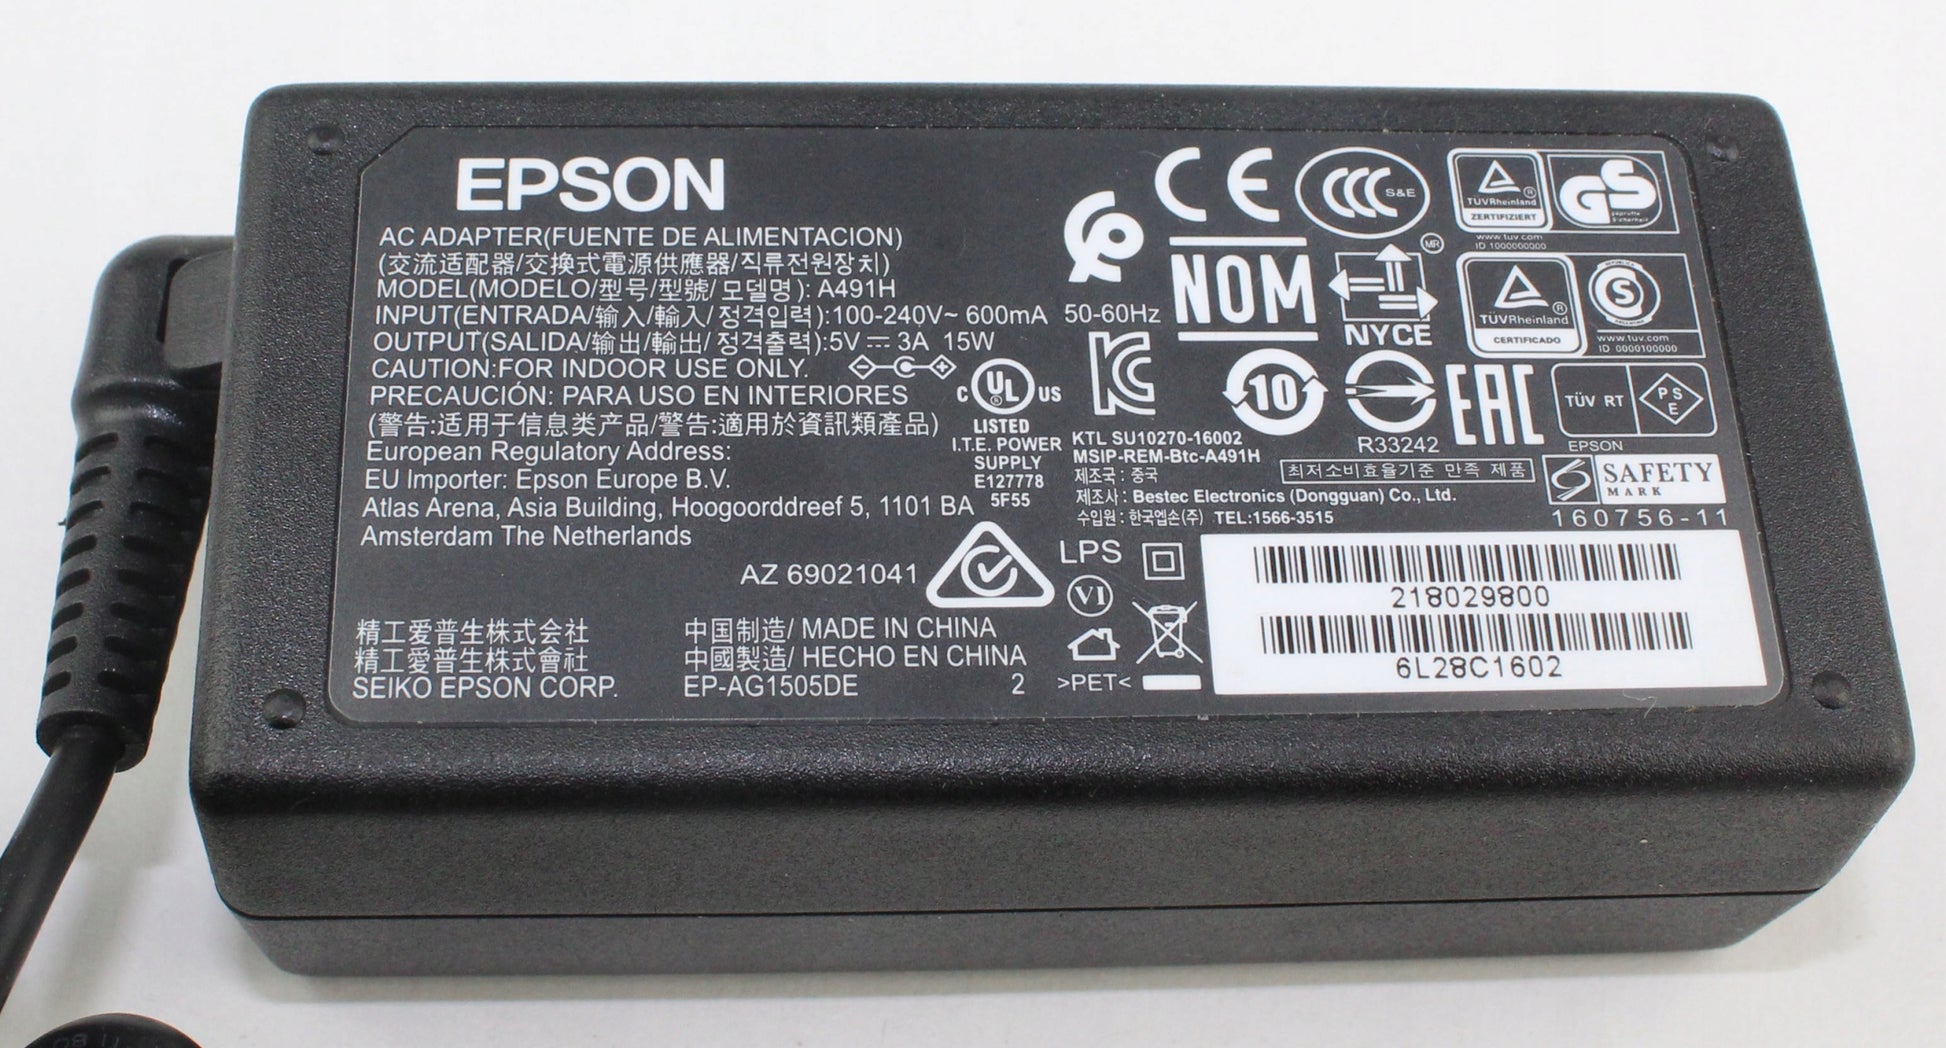 EPSON
AC ADAPTER(FUENTE DE ALIMENTACION)
(交流适配器/交換式電源供應器/직류전원장치)
MODEL(MODELO/型号/型號/모델명): A491H
INPUT(ENTRADA/输入/輸入/정격입력):100-240V~ 600mA 50-60Hz
OUTPUT(SALIDA/输出/輸出/정격출력):5V ⎓ 3A 15W
CAUTION:FOR INDOOR USE ONLY.
PRECAUCIÓN: PARA USO EN INTERIORES
(警告:适用于信息类产品/警告:適用於資訊類產品)
European Regulatory Address:
EU Importer: Epson Europe B.V.
Atlas Arena, Asia Building, Hoogoorddreef 5, 1101 BA
Amsterdam The Netherlands
AZ 69021041
精工爱普生株式会社
精工愛普生株式會社
SEIKO EPSON CORP.
中国制造/ MADE IN CHINA
中國製造/ HECHO EN CHINA
EP-AG1505DE 2
C UL ® US
LISTED
I.T.E. POWER
SUPPLY
E127778
5F55
CE
CCC S&E
TÜVRheinland ®
ZERTIFIZIERT
GS
geprüfte
Sicherheit
www.tuv.com
ID 1000000000
NOM
MR
NYCE
TÜVRheinland ®
CERTIFICADO
S
www.tuv.com
ID 0000100000
KC
10
R33242
EAC
TÜV RT
PSE
EPSON
KTL SU10270-16002
MSIP-REM-Btc-A491H
제조국: 중국
제조사: Bestec Electronics (Dongguan) Co., Ltd.
수입원: 한국엡손(주) TEL:1566-3515
최저소비효율기준 만족 제품
SAFETY
MARK
160756-11
LPS
VI
>PET<
218029800
6L28C1602